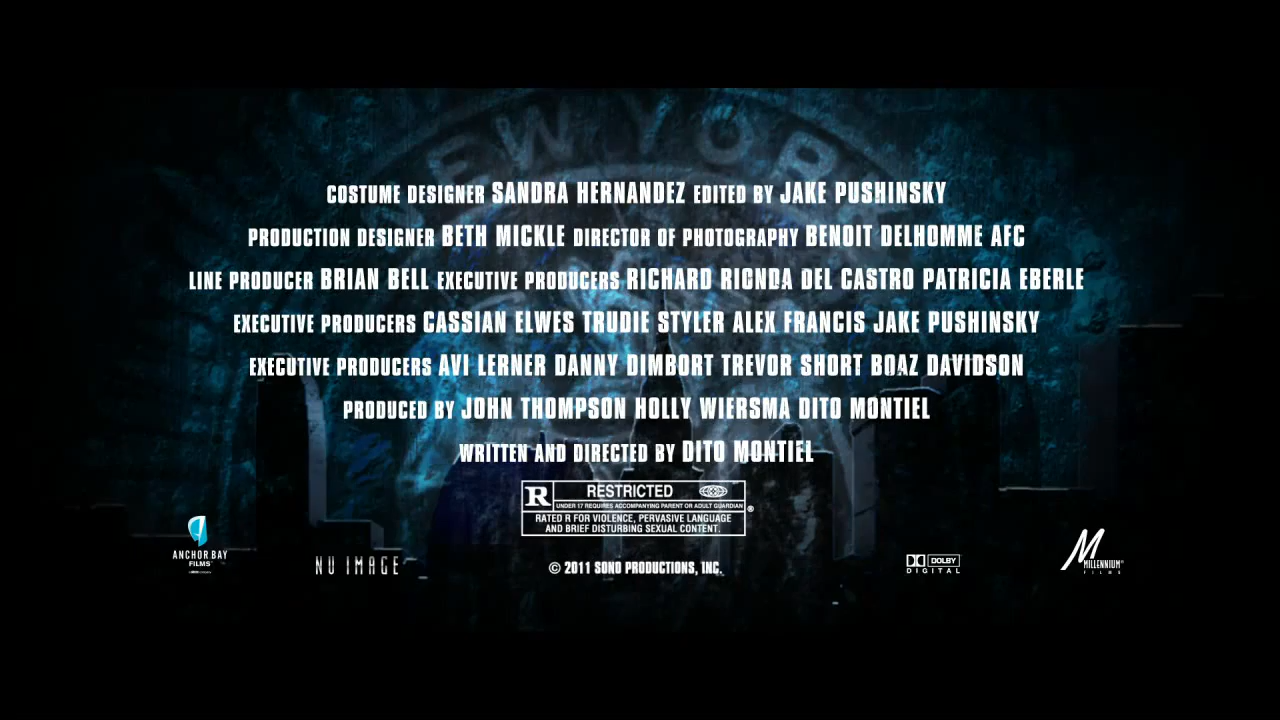 NEW YORK
COSTUME DESIGNER SANDRA HERNANDEZ EDITED BY JAKE PUSHINSKY
PRODUCTION DESIGNER BETH MICKLE DIRECTOR OF PHOTOGRAPHY BENOIT DELHOMME AFC
LINE PRODUCER BRIAN BELL EXECUTIVE PRODUCERS RICHARD RIONDA DEL CASTRO PATRICIA EBERLE
EXECUTIVE PRODUCERS CASSIAN ELWES TRUDIE STYLER ALEX FRANCIS JAKE PUSHINSKY
EXECUTIVE PRODUCERS AVI LERNER DANNY DIMBORT TREVOR SHORT BOAZ DAVIDSON
PRODUCED BY JOHN THOMPSON HOLLY WIERSMA DITO MONTIEL
WRITTEN AND DIRECTED BY DITO MONTIEL
R RESTRICTED
UNDER 17 REQUIRES ACCOMPANYING PARENT OR ADULT GUARDIAN ®
RATED R FOR VIOLENCE, PERVASIVE LANGUAGE
AND BRIEF DISTURBING SEXUAL CONTENT.
ANCHOR BAY
FILMS
NU IMAGE
© 2011 SONO PRODUCTIONS, INC.
DOLBY
DIGITAL
M
MILLENNIUM
FILMS